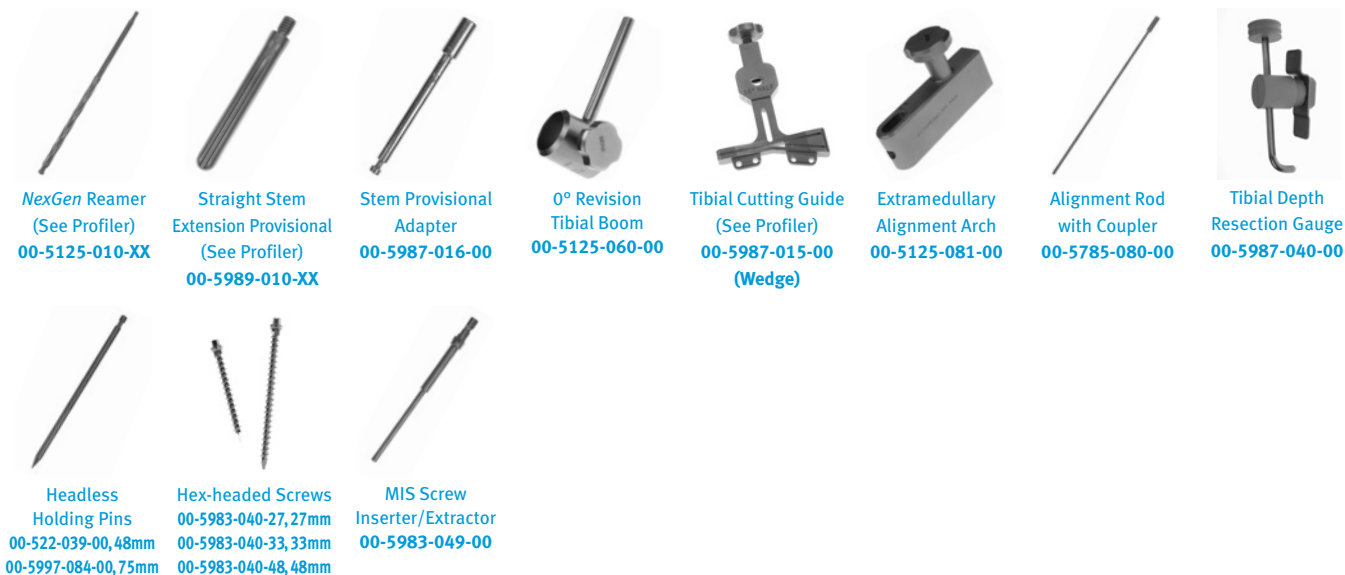 NexGen Reamer
(See Profiler)
00-5125-010-XX
Straight Stem
Extension Provisional
(See Profiler)
00-5989-010-XX
Stem Provisional
Adapter
00-5987-016-00
0° Revision
Tibial Boom
00-5125-060-00
Tibial Cutting Guide
(See Profiler)
00-5987-015-00
(Wedge)
Extramedullary
Alignment Arch
00-5125-081-00
Alignment Rod
with Coupler
00-5785-080-00
Tibial Depth
Resection Gauge
00-5987-040-00
Headless
Holding Pins
00-522-039-00, 48mm
00-5997-084-00, 75mm
Hex-headed Screws
00-5983-040-27, 27mm
00-5983-040-33, 33mm
00-5983-040-48, 48mm
MIS Screw
Inserter/Extractor
00-5983-049-00